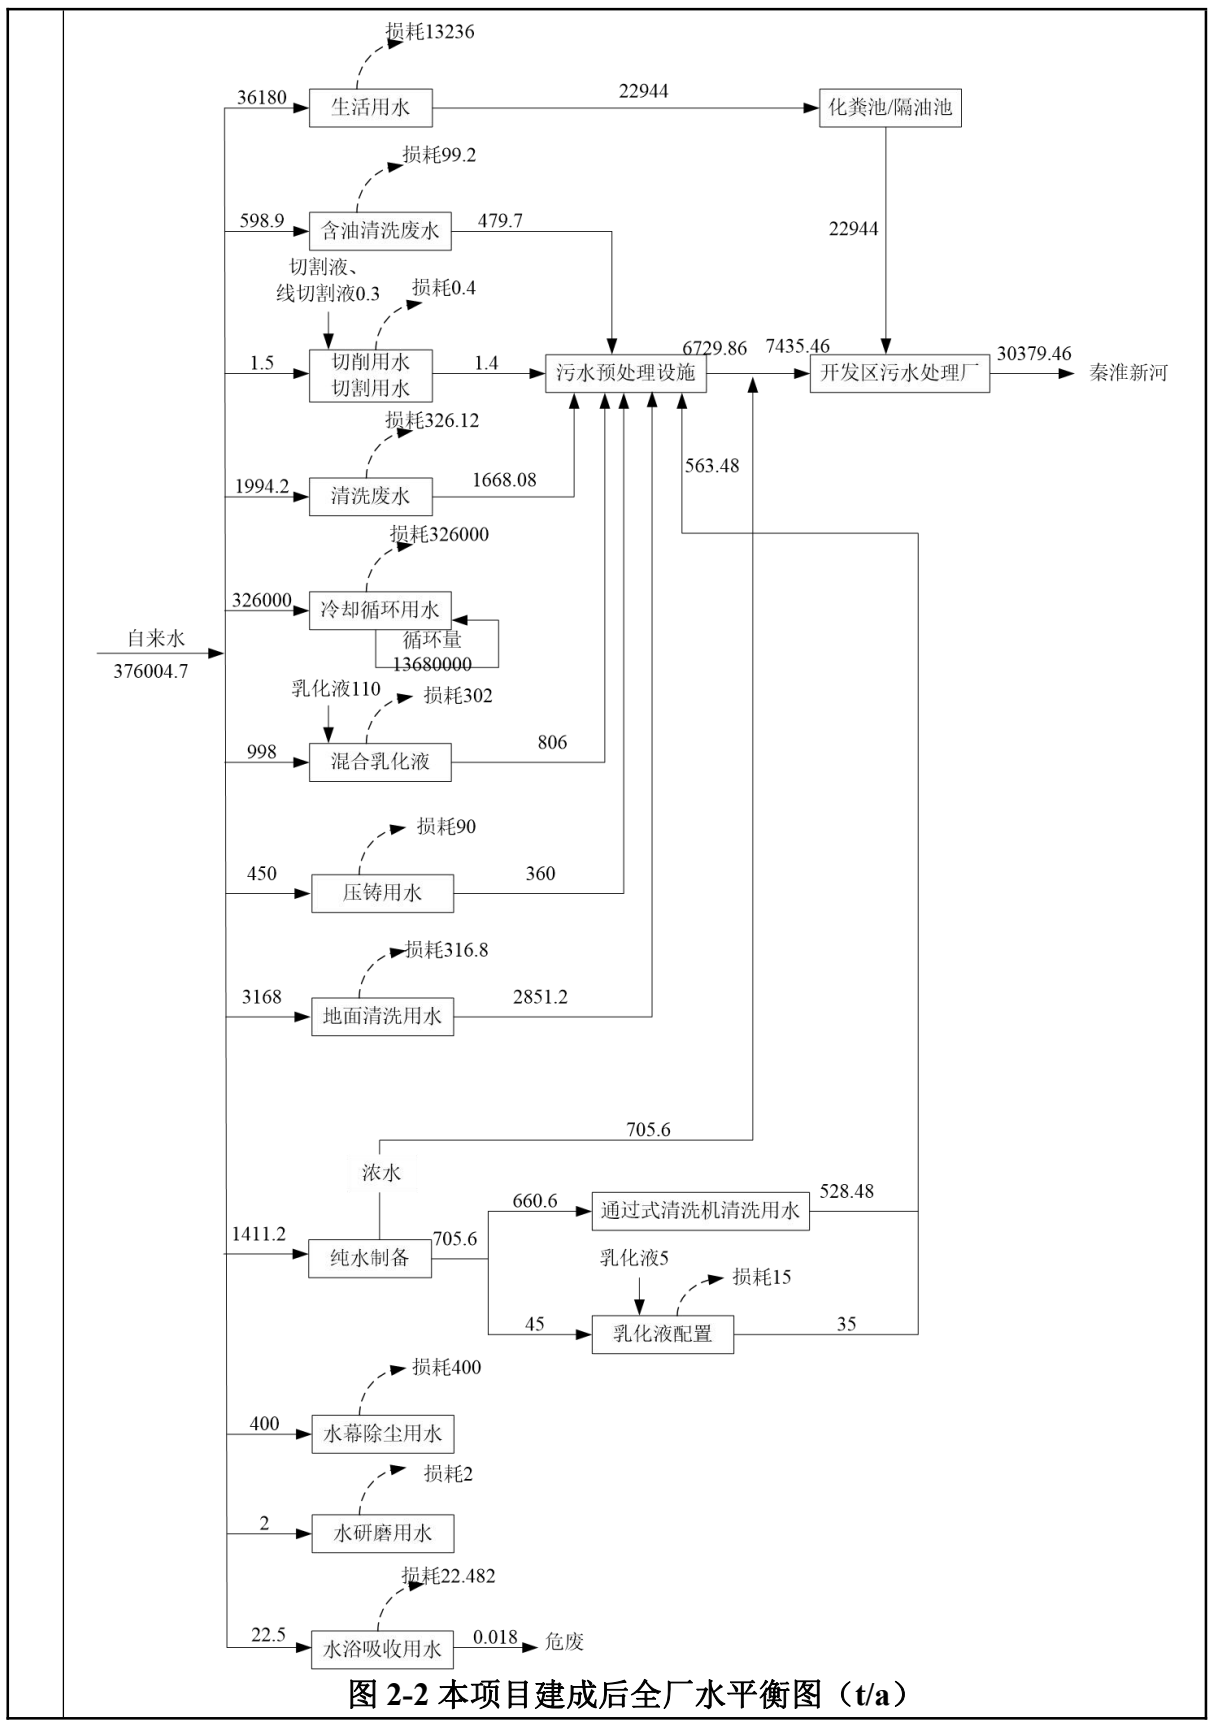 损耗13236
36180
生活用水
22944
化粪池/隔油池
损耗99.2
598.9
含油清洗废水
479.7
22944
切割液、
线切割液0.3
损耗0.4
1.5
切削用水
切割用水
1.4
污水预处理设施
6729.86
7435.46
开发区污水处理厂
30379.46
秦淮新河
损耗326.12
1994.2
清洗废水
1668.08
563.48
损耗326000
326000
冷却循环用水
循环量
13680000
自来水
376004.7
乳化液110
损耗302
998
混合乳化液
806
损耗90
450
压铸用水
360
损耗316.8
3168
地面清洗用水
2851.2
705.6
浓水
1411.2
纯水制备
705.6
660.6
通过式清洗机清洗用水
528.48
乳化液5
损耗15
45
乳化液配置
35
损耗400
400
水幕除尘用水
损耗2
2
水研磨用水
损耗22.482
22.5
水浴吸收用水
0.018
危废
图 2-2 本项目建成后全厂水平衡图（t/a）